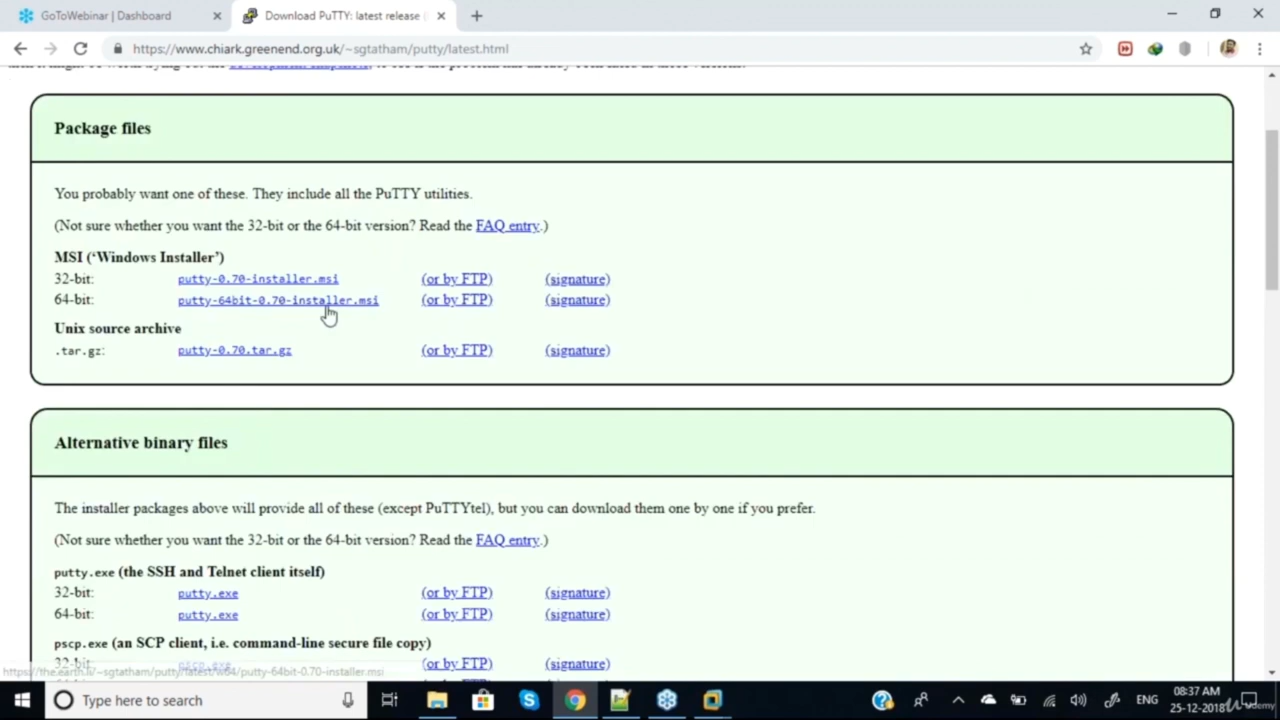 GoToWebinar | Dashboard
Download PuTTY: latest release (
https://www.chiark.greenend.org.uk/~sgtatham/putty/latest.html
Package files
You probably want one of these. They include all the PuTTY utilities.
(Not sure whether you want the 32-bit or the 64-bit version? Read the FAQ entry.)
MSI (‘Windows Installer’)
32-bit: putty-0.70-installer.msi (or by FTP) (signature)
64-bit: putty-64bit-0.70-installer.msi (or by FTP) (signature)
Unix source archive
.tar.gz: putty-0.70.tar.gz (or by FTP) (signature)
Alternative binary files
The installer packages above will provide all of these (except PuTTYtel), but you can download them one by one if you prefer.
(Not sure whether you want the 32-bit or the 64-bit version? Read the FAQ entry.)
putty.exe (the SSH and Telnet client itself)
32-bit: putty.exe (or by FTP) (signature)
64-bit: putty.exe (or by FTP) (signature)
pscp.exe (an SCP client, i.e. command-line secure file copy)
32-bit: pscp.exe (or by FTP) (signature)
https://the.earth.li/~sgtatham/putty/latest/w64/putty-64bit-0.70-installer.msi
Type here to search
ENG
08:37 AM
25-12-2018
Udemy